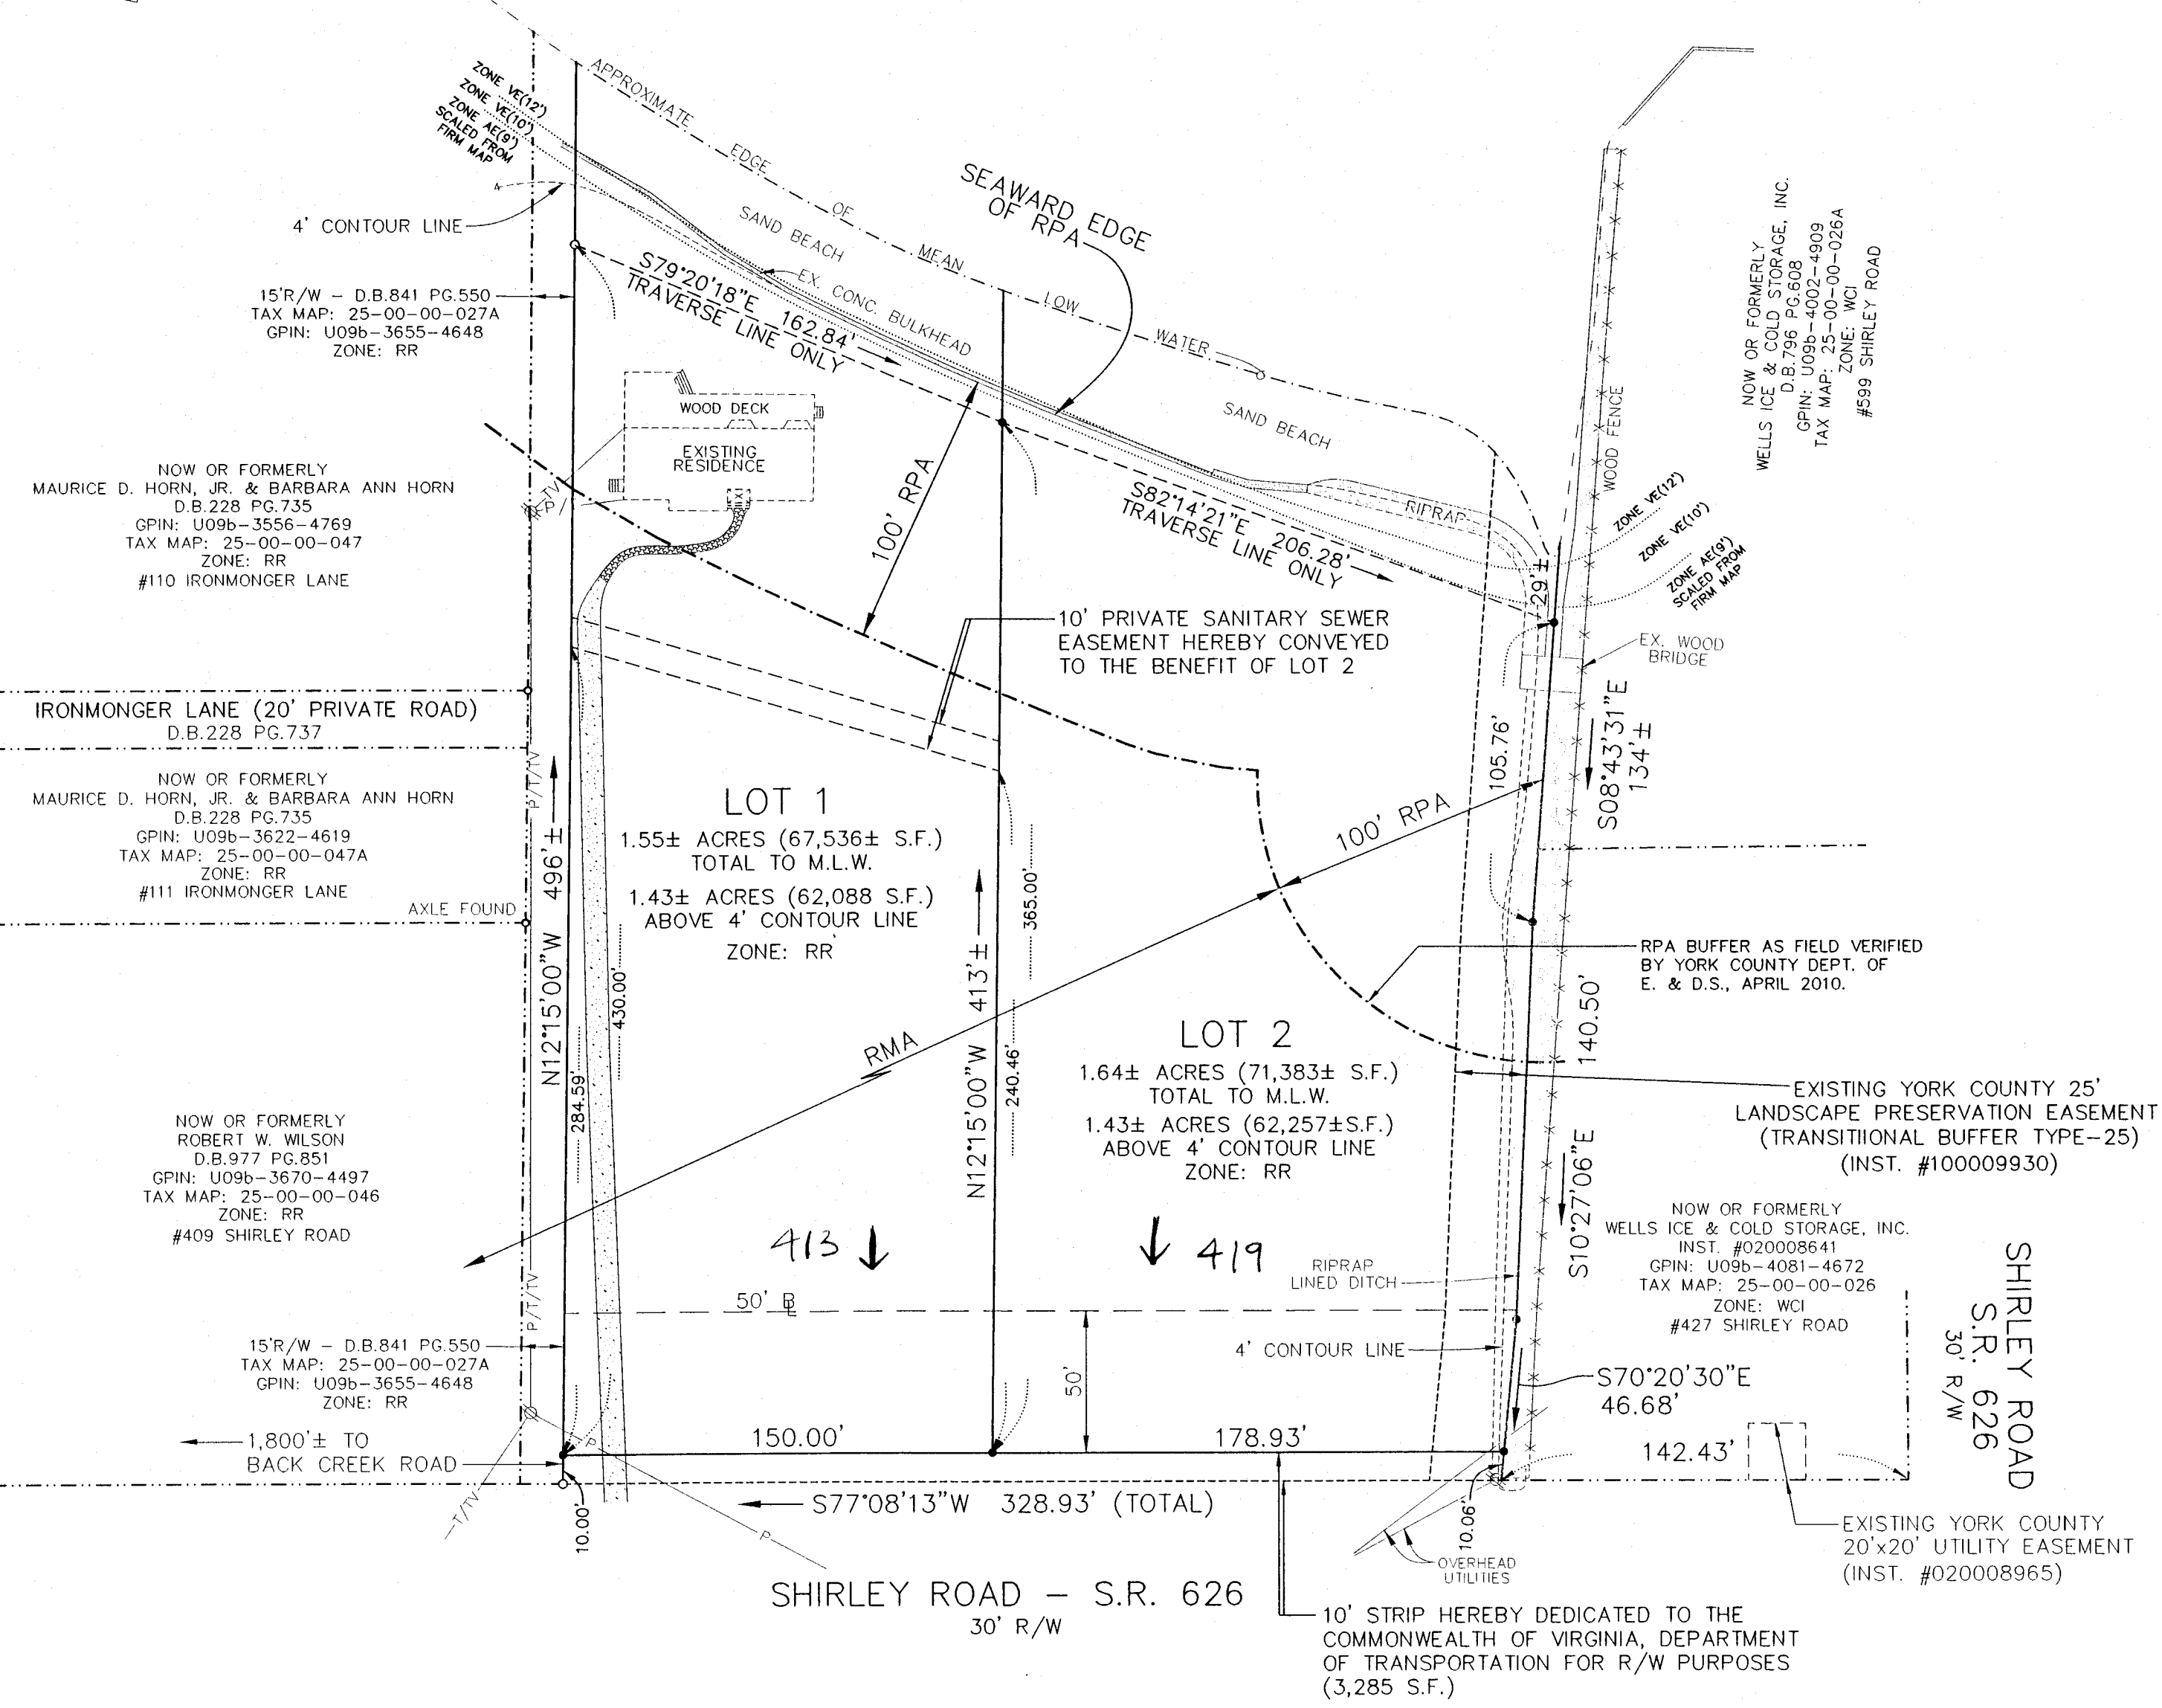 ZONE VE(12')
ZONE VE(10')
ZONE AE(9')
SCALED FROM
FIRM MAP
APPROXIMATE EDGE OF MEAN LOW WATER
4
4' CONTOUR LINE
SAND BEACH
SEAWARD EDGE
OF RPA
15'R/W - D.B.841 PG.550
TAX MAP: 25-00-00-027A
GPIN: U09b-3655-4648
ZONE: RR
S79°20'18"E 162.84'
TRAVERSE LINE ONLY
EX. CONC. BULKHEAD
WOOD DECK
EXISTING
RESIDENCE
100' RPA
SAND BEACH
S82°14'21"E 206.28'
TRAVERSE LINE ONLY
RIPRAP
WOOD FENCE
NOW OR FORMERLY
WELLS ICE & COLD STORAGE, INC.
D.B.796 PG.608
GPIN: U09b-4002-4909
TAX MAP: 25-00-00-026A
ZONE: WCI
#599 SHIRLEY ROAD
ZONE VE(12')
ZONE VE(10')
ZONE AE(9')
SCALED FROM
FIRM MAP
29'±
NOW OR FORMERLY
MAURICE D. HORN, JR. & BARBARA ANN HORN
D.B.228 PG.735
GPIN: U09b-3556-4769
TAX MAP: 25-00-00-047
ZONE: RR
#110 IRONMONGER LANE
TV
P/
10' PRIVATE SANITARY SEWER
EASEMENT HEREBY CONVEYED
TO THE BENEFIT OF LOT 2
EX. WOOD
BRIDGE
IRONMONGER LANE (20' PRIVATE ROAD)
D.B.228 PG.737
P/T/TV
105.76'
S08°43'31"E
134'±
NOW OR FORMERLY
MAURICE D. HORN, JR. & BARBARA ANN HORN
D.B.228 PG.735
GPIN: U09b-3622-4619
TAX MAP: 25-00-00-047A
ZONE: RR
#111 IRONMONGER LANE
AXLE FOUND
LOT 1
1.55± ACRES (67,536± S.F.)
TOTAL TO M.L.W.
1.43± ACRES (62,088 S.F.)
ABOVE 4' CONTOUR LINE
ZONE: RR
N12°15'00"W 496'±
430.00'
284.59'
N12°15'00"W 413'±
365.00'
240.46'
100' RPA
RMA
RPA BUFFER AS FIELD VERIFIED
BY YORK COUNTY DEPT. OF
E. & D.S., APRIL 2010.
140.50'
LOT 2
1.64± ACRES (71,383± S.F.)
TOTAL TO M.L.W.
1.43± ACRES (62,257±S.F.)
ABOVE 4' CONTOUR LINE
ZONE: RR
EXISTING YORK COUNTY 25'
LANDSCAPE PRESERVATION EASEMENT
(TRANSITIIONAL BUFFER TYPE-25)
(INST. #100009930)
NOW OR FORMERLY
ROBERT W. WILSON
D.B.977 PG.851
GPIN: U09b-3670-4497
TAX MAP: 25-00-00-046
ZONE: RR
#409 SHIRLEY ROAD
S10°27'06"E
NOW OR FORMERLY
WELLS ICE & COLD STORAGE, INC.
INST. #020008641
GPIN: U09b-4081-4672
TAX MAP: 25-00-00-026
ZONE: WCI
#427 SHIRLEY ROAD
413 ↓
↓ 419
RIPRAP
LINED DITCH
50' BL
P/T/TV
SHIRLEY ROAD
S.R. 626
30' R/W
15'R/W - D.B.841 PG.550
TAX MAP: 25-00-00-027A
GPIN: U09b-3655-4648
ZONE: RR
4' CONTOUR LINE
50'
S70°20'30"E
46.68'
1,800'± TO
BACK CREEK ROAD
P
150.00'
178.93'
142.43'
T/TV
10.00'
S77°08'13"W 328.93' (TOTAL)
P
10.06'
OVERHEAD
UTILITIES
EXISTING YORK COUNTY
20'x20' UTILITY EASEMENT
(INST. #020008965)
SHIRLEY ROAD - S.R. 626
30' R/W
10' STRIP HEREBY DEDICATED TO THE
COMMONWEALTH OF VIRGINIA, DEPARTMENT
OF TRANSPORTATION FOR R/W PURPOSES
(3,285 S.F.)